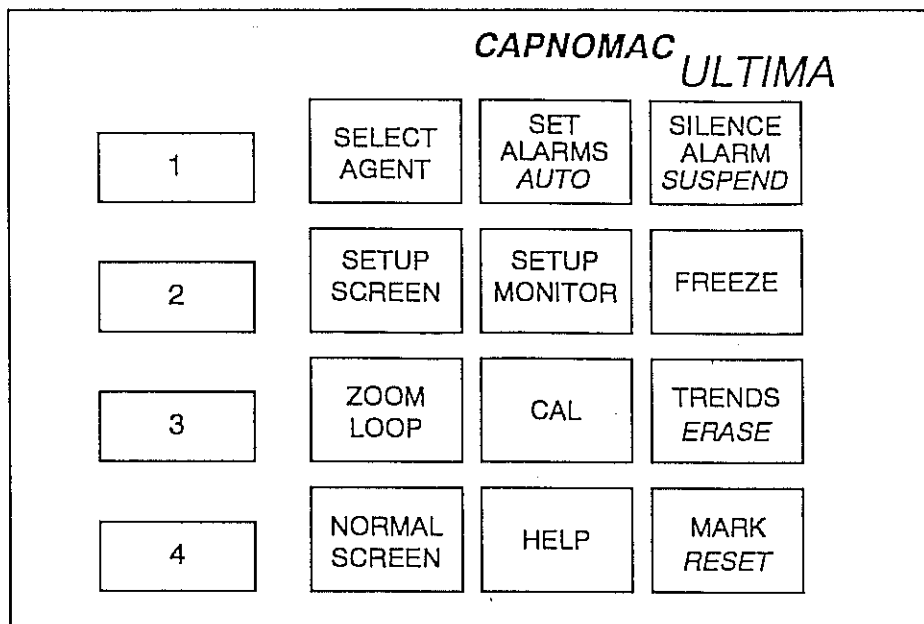 CAPNOMAC
ULTIMA
1
SELECT
AGENT
SET
ALARMS
AUTO
SILENCE
ALARM
SUSPEND
2
SETUP
SCREEN
SETUP
MONITOR
FREEZE
3
ZOOM
LOOP
CAL
TRENDS
ERASE
4
NORMAL
SCREEN
HELP
MARK
RESET